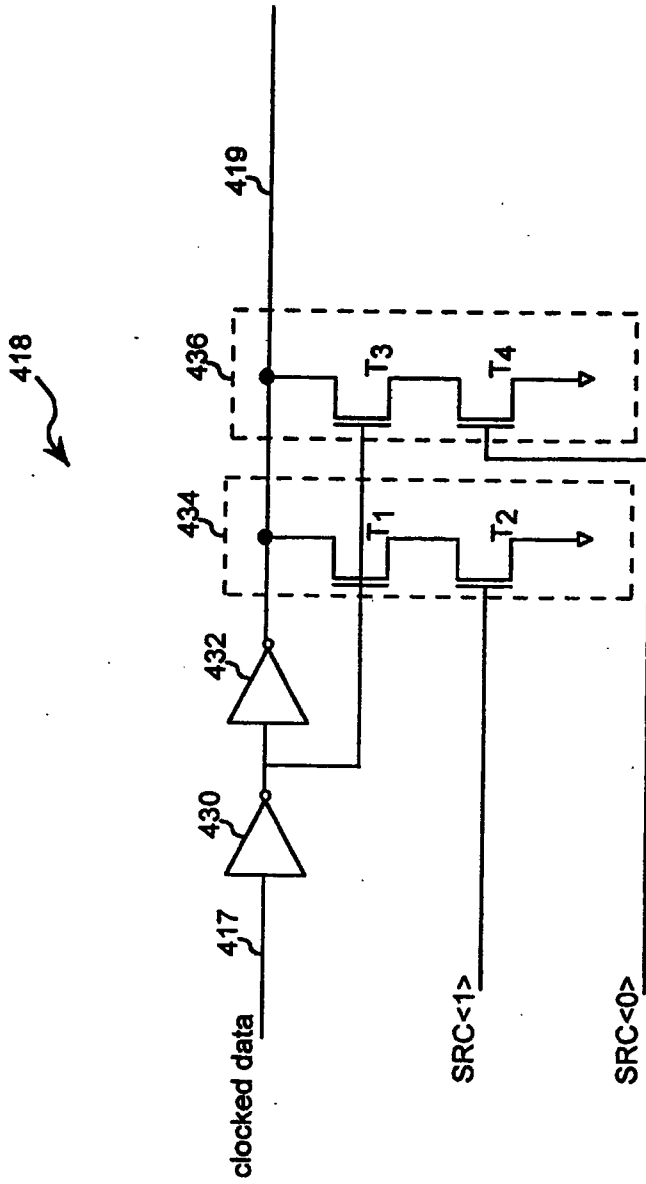 418
419
436
434
432
430
417
T3
T4
T1
T2
clocked data
SRC<1>
SRC<0>